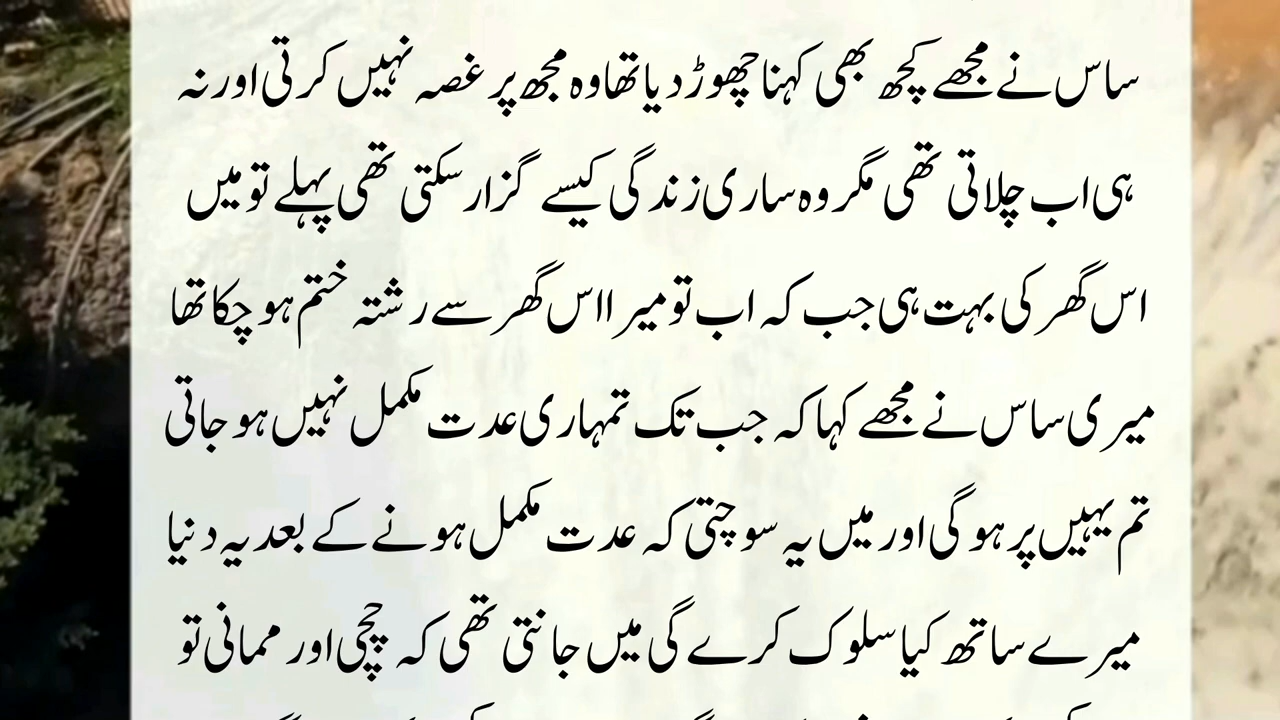 ساس نے مجھے کچھ بھی کہنا چھوڑ دیا تھا وہ مجھ پر غصہ نہیں کرتی اور نہ
ہی اب چلاتی تھی مگر وہ ساری زندگی کیسے گزار سکتی تھی پہلے تو میں
اس گھر کی بہت ہی جب کہ اب تو میرا اس گھر سے رشتہ ختم ہو چکا تھا
میری ساس نے مجھے کہا کہ جب تک تمہاری عدت مکمل نہیں ہو جاتی
تم یہیں پر ہو گی اور میں یہ سوچتی کہ عدت مکمل ہونے کے بعد یہ دنیا
میرے ساتھ کیا سلوک کرے گی میں جانتی تھی کہ چچی اور ممانی تو